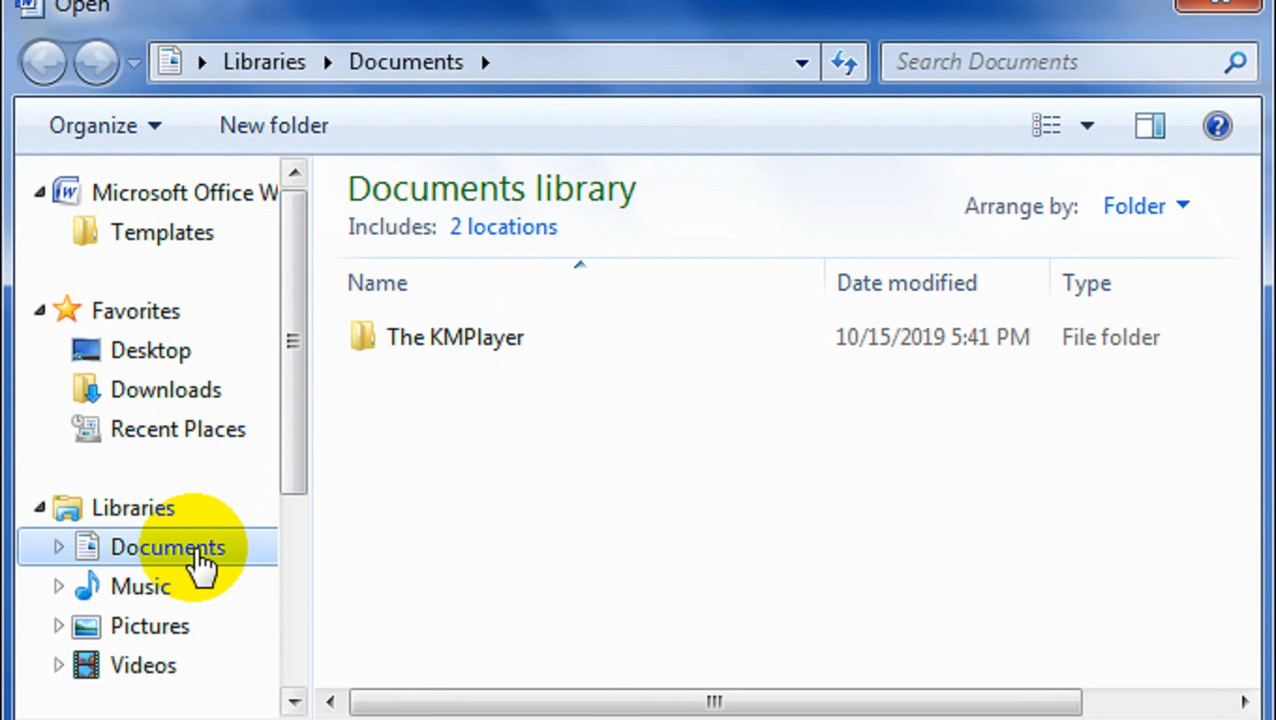 Open
Libraries Documents
Search Documents
Organize New folder
Microsoft Office W
Templates
Favorites
Desktop
Downloads
Recent Places
Libraries
Documents
Music
Pictures
Videos
Documents library
Includes: 2 locations
Arrange by: Folder
Name Date modified Type
The KMPlayer 10/15/2019 5:41 PM File folder